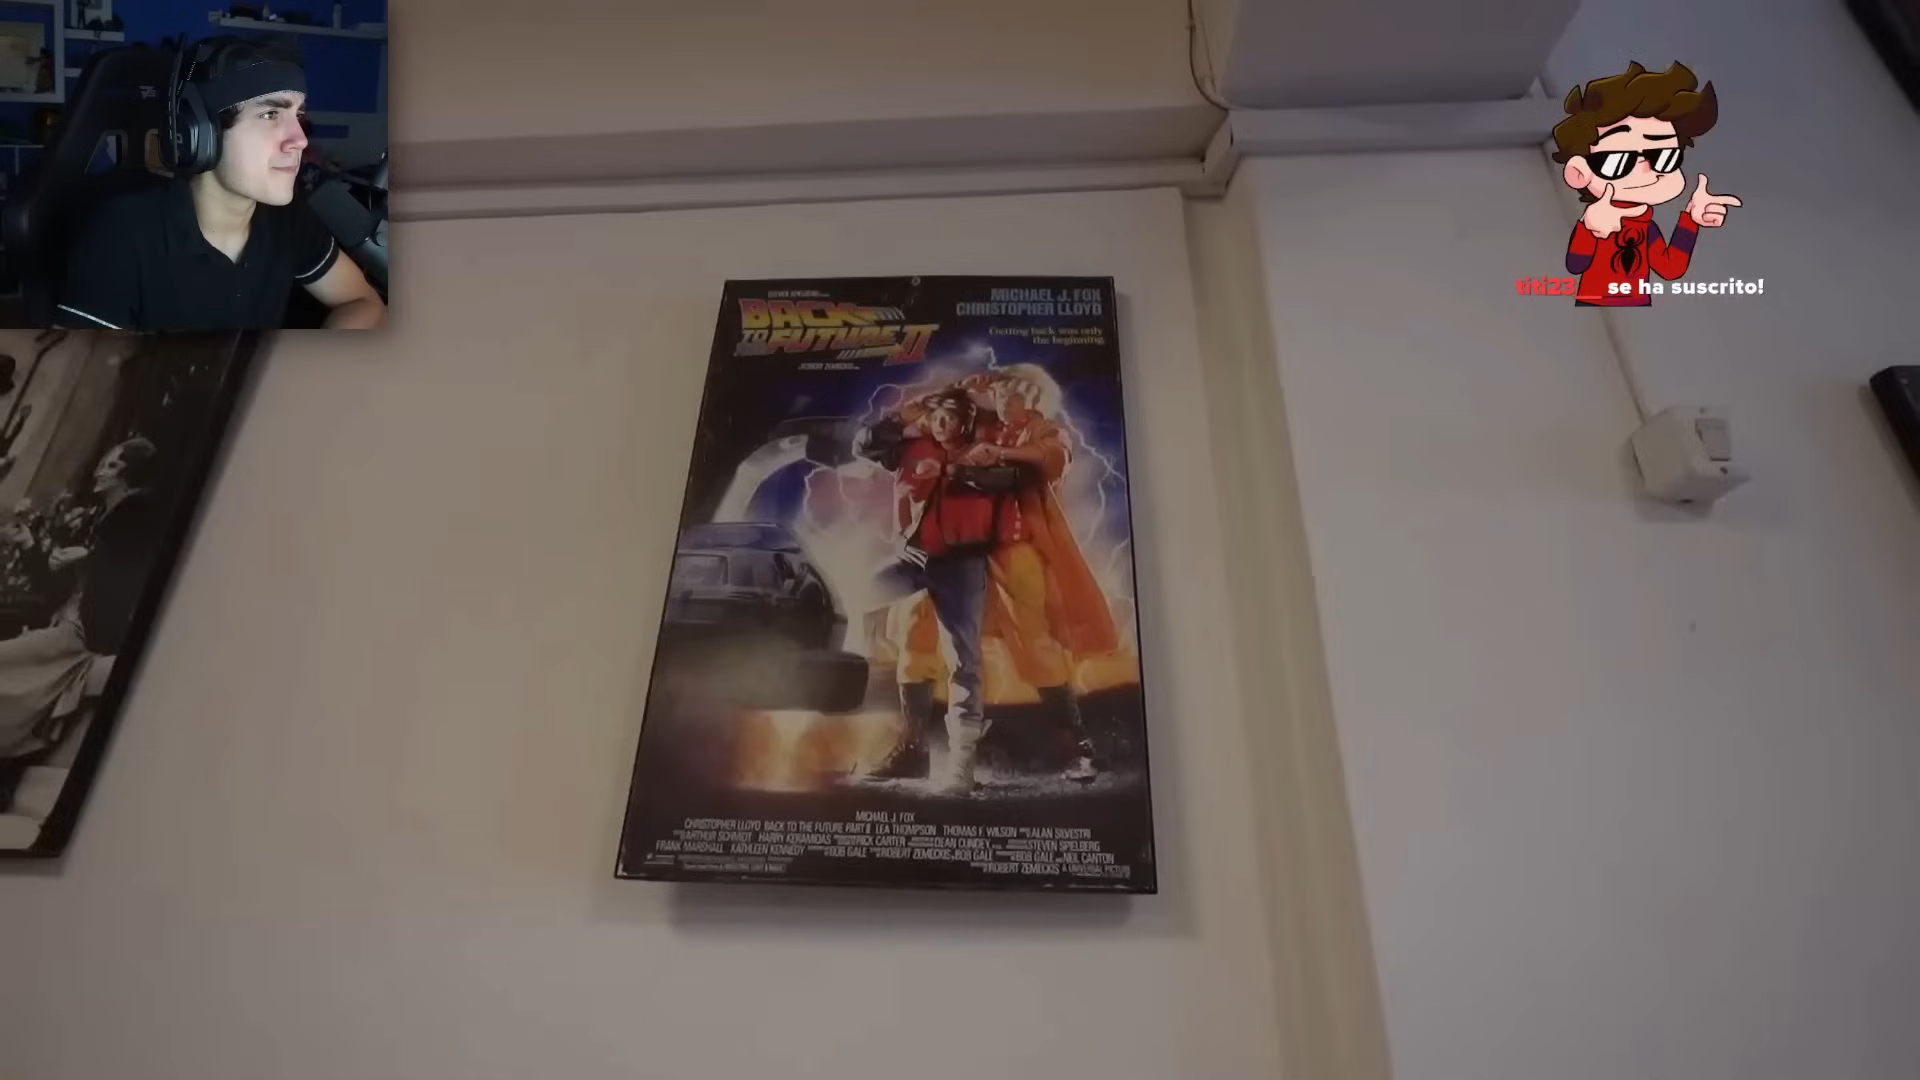 BACK
TO THE FUTURE
II
MICHAEL J. FOX
CHRISTOPHER LLOYD
Getting back was only
the beginning.
titi23__ se ha suscrito!
MICHAEL J. FOX
CHRISTOPHER LLOYD BACK TO THE FUTURE PART II LEA THOMPSON THOMAS F. WILSON ALAN SILVESTRI
ARTHUR SCHMIDT HARRY KERAMIDAS RICK CARTER DEAN CUNDEY STEVEN SPIELBERG
FRANK MARSHALL KATHLEEN KENNEDY BOB GALE ROBERT ZEMECKIS BOB GALE BOB GALE AND NEIL CANTON
ROBERT ZEMECKIS A UNIVERSAL PICTURE